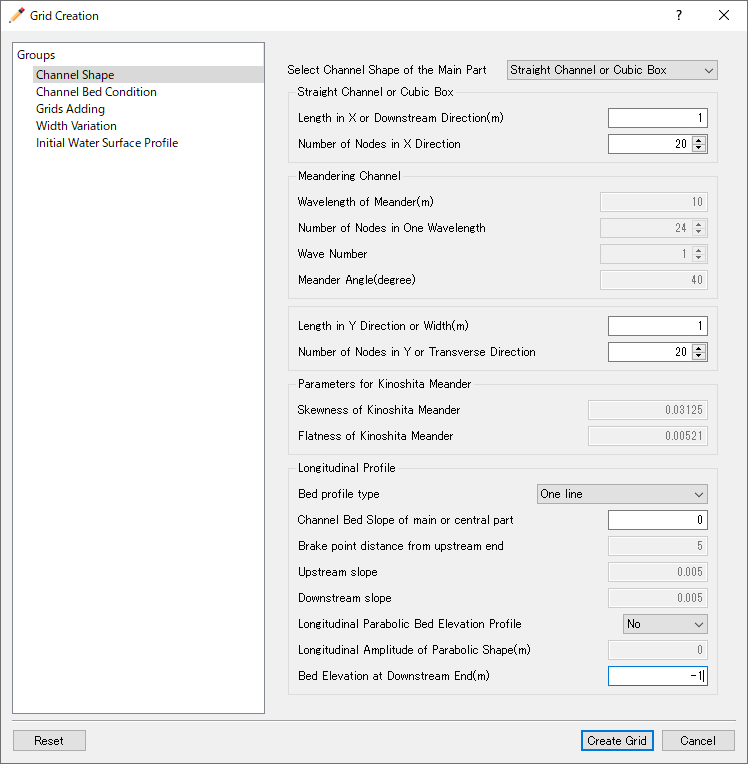 Grid Creation
?
Groups
Channel Shape
Channel Bed Condition
Grids Adding
Width Variation
Initial Water Surface Profile
Select Channel Shape of the Main Part Straight Channel or Cubic Box
Straight Channel or Cubic Box
Length in X or Downstream Direction(m) 1
Number of Nodes in X Direction 20
Meandering Channel
Wavelength of Meander(m) 10
Number of Nodes in One Wavelength 24
Wave Number 1
Meander Angle(degree) 40
Length in Y Direction or Width(m) 1
Number of Nodes in Y or Transverse Direction 20
Parameters for Kinoshita Meander
Skewness of Kinoshita Meander 0.03125
Flatness of Kinoshita Meander 0.00521
Longitudinal Profile
Bed profile type One line
Channel Bed Slope of main or central part 0
Brake point distance from upstream end 5
Upstream slope 0.005
Downstream slope 0.005
Longitudinal Parabolic Bed Elevation Profile No
Longitudinal Amplitude of Parabolic Shape(m) 0
Bed Elevation at Downstream End(m) -1
Reset Create Grid Cancel